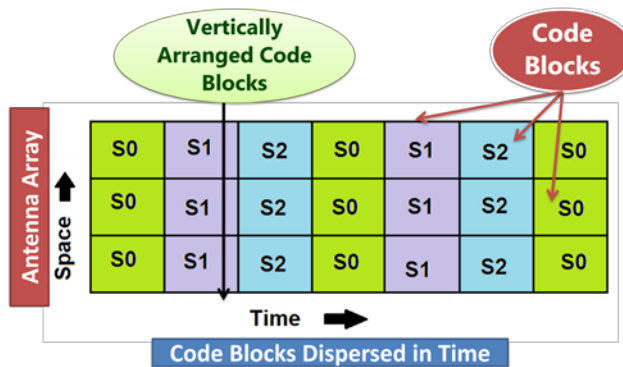 Vertically
Arranged Code
Blocks
Code
Blocks
Antenna Array
Space
S0 S1 S2 S0 S1 S2 S0
S0 S1 S2 S0 S1 S2 S0
S0 S1 S2 S0 S1 S2 S0
Time
Code Blocks Dispersed in Time